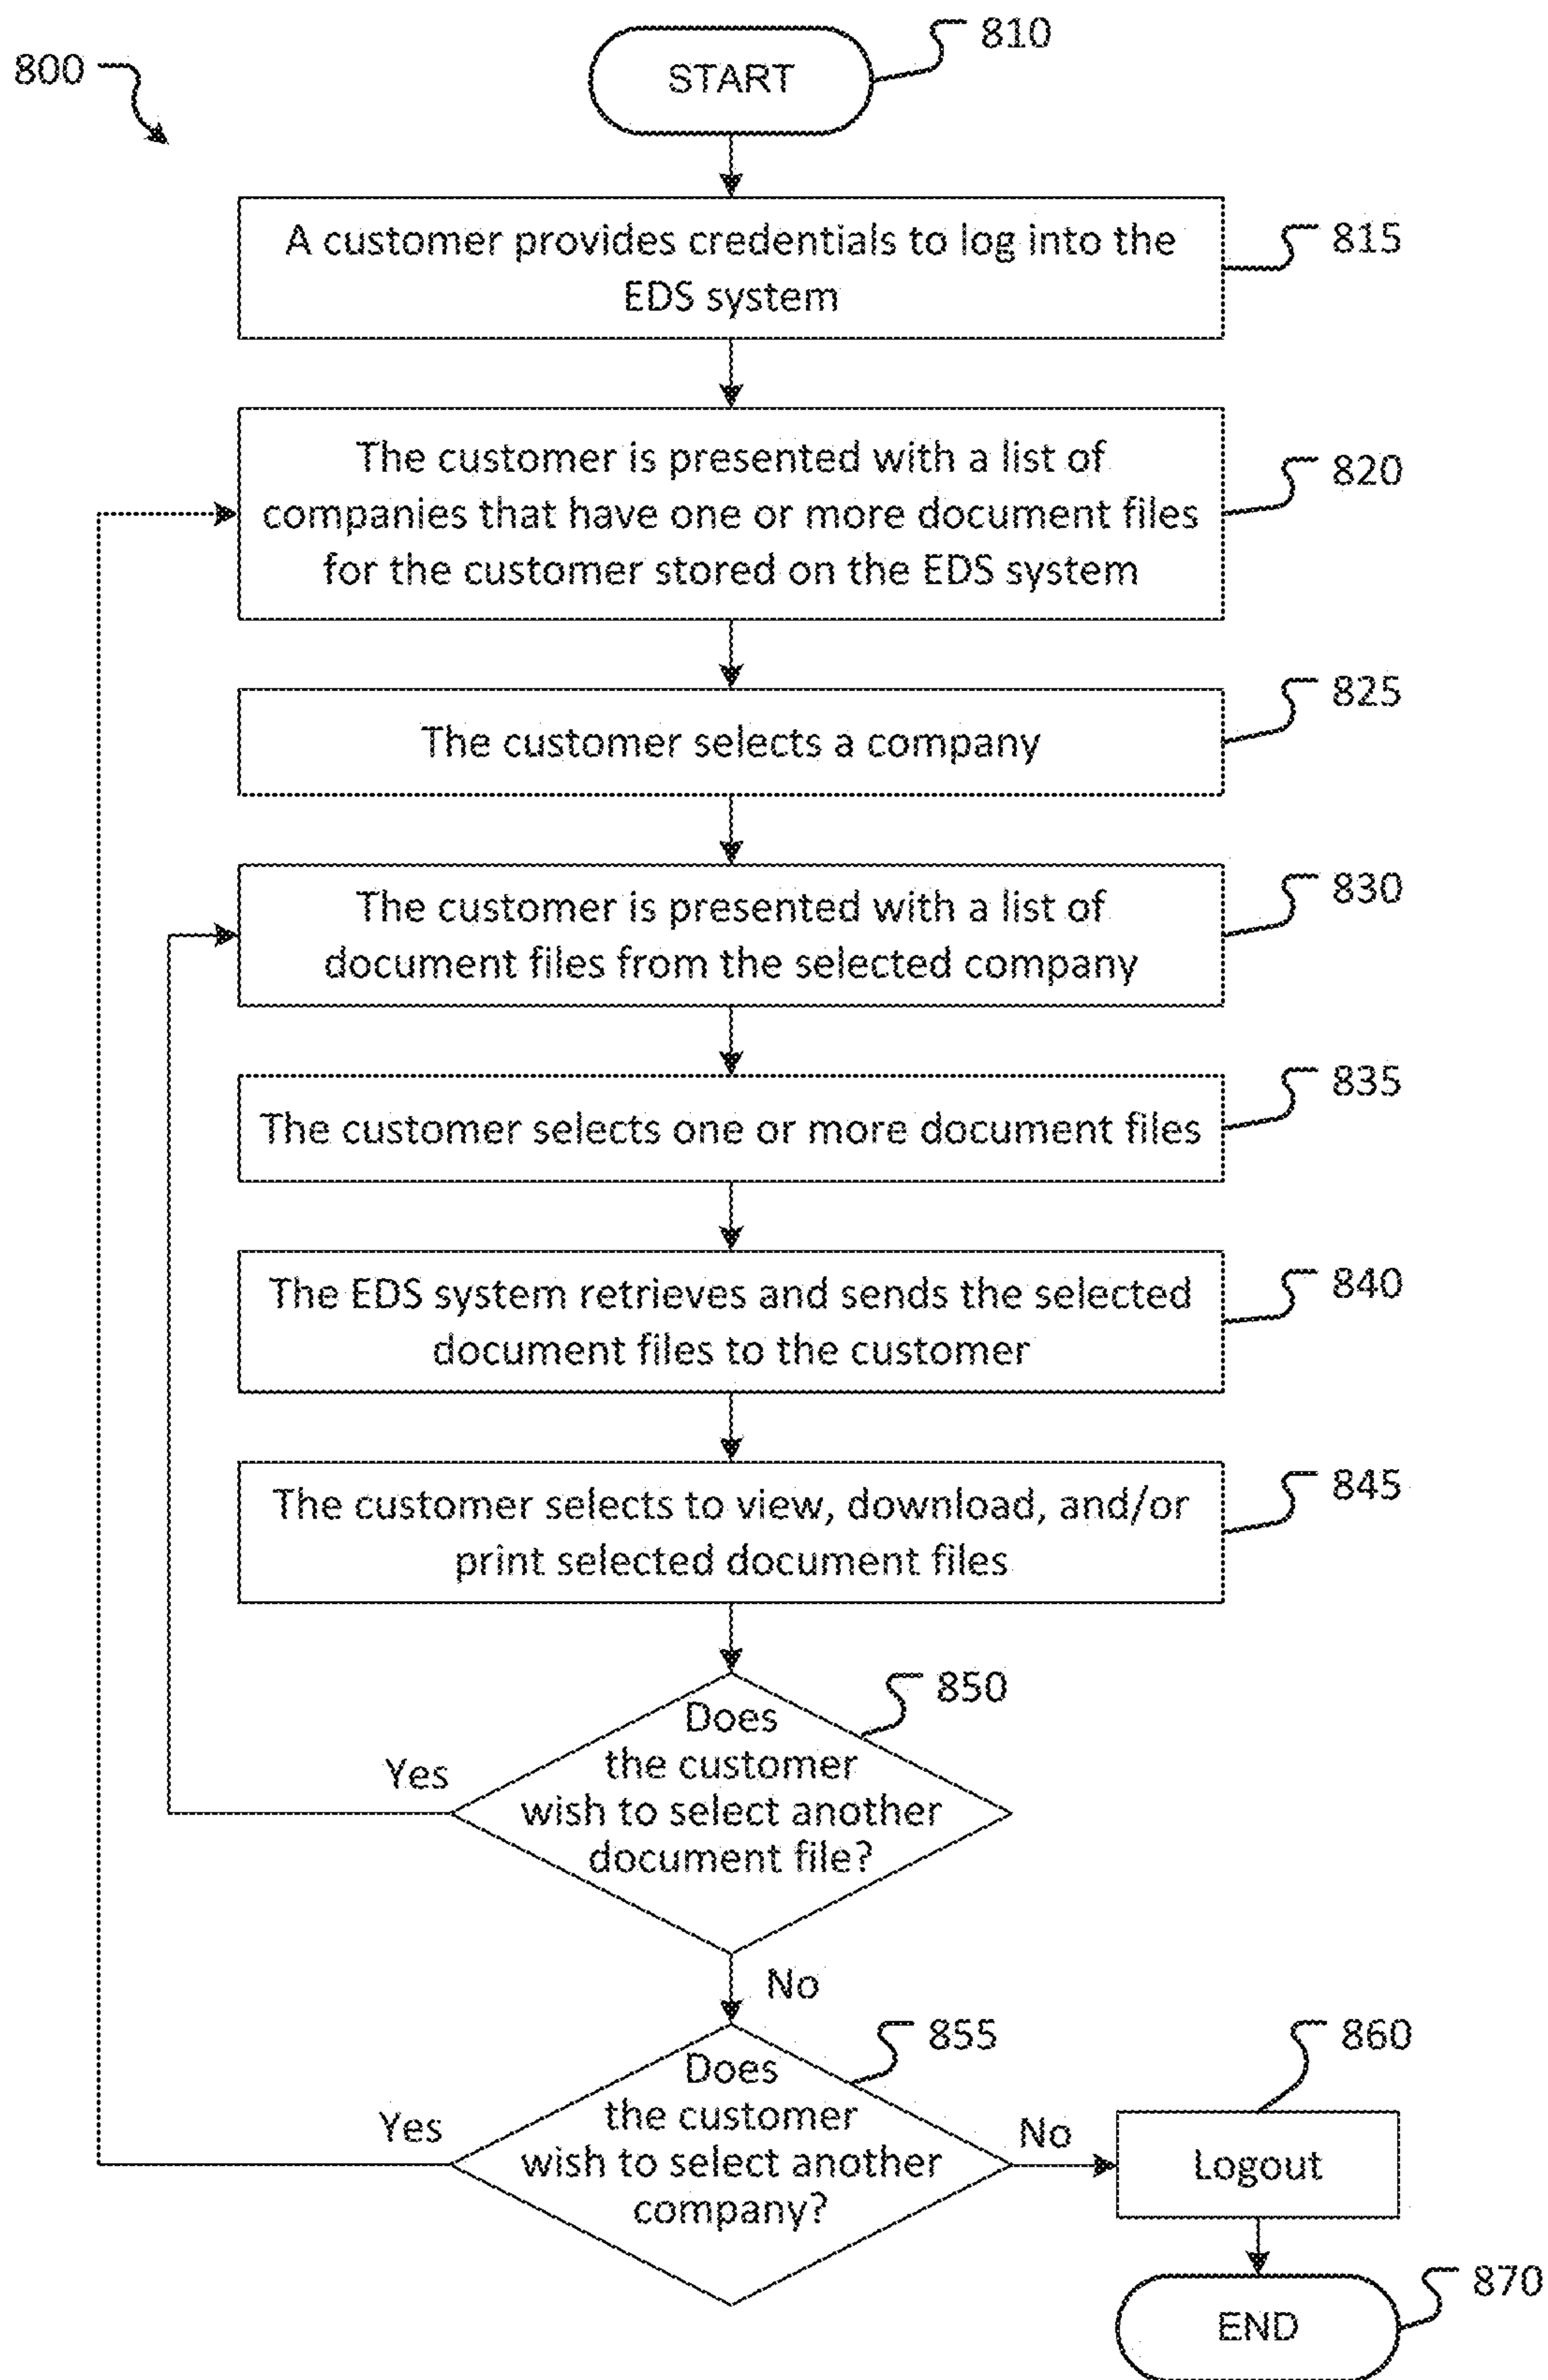 800
START
810
A customer provides credentials to log into the
EDS system
815
The customer is presented with a list of
companies that have one or more document files
for the customer stored on the EDS system
820
The customer selects a company
825
The customer is presented with a list of
document files from the selected company
830
The customer selects one or more document files
835
The EDS system retrieves and sends the selected
document files to the customer
840
The customer selects to view, download, and/or
print selected document files
845
Does
the customer
wish to select another
document file?
850
Yes
No
Does
the customer
wish to select another
company?
855
Yes
No
Logout
860
END
870